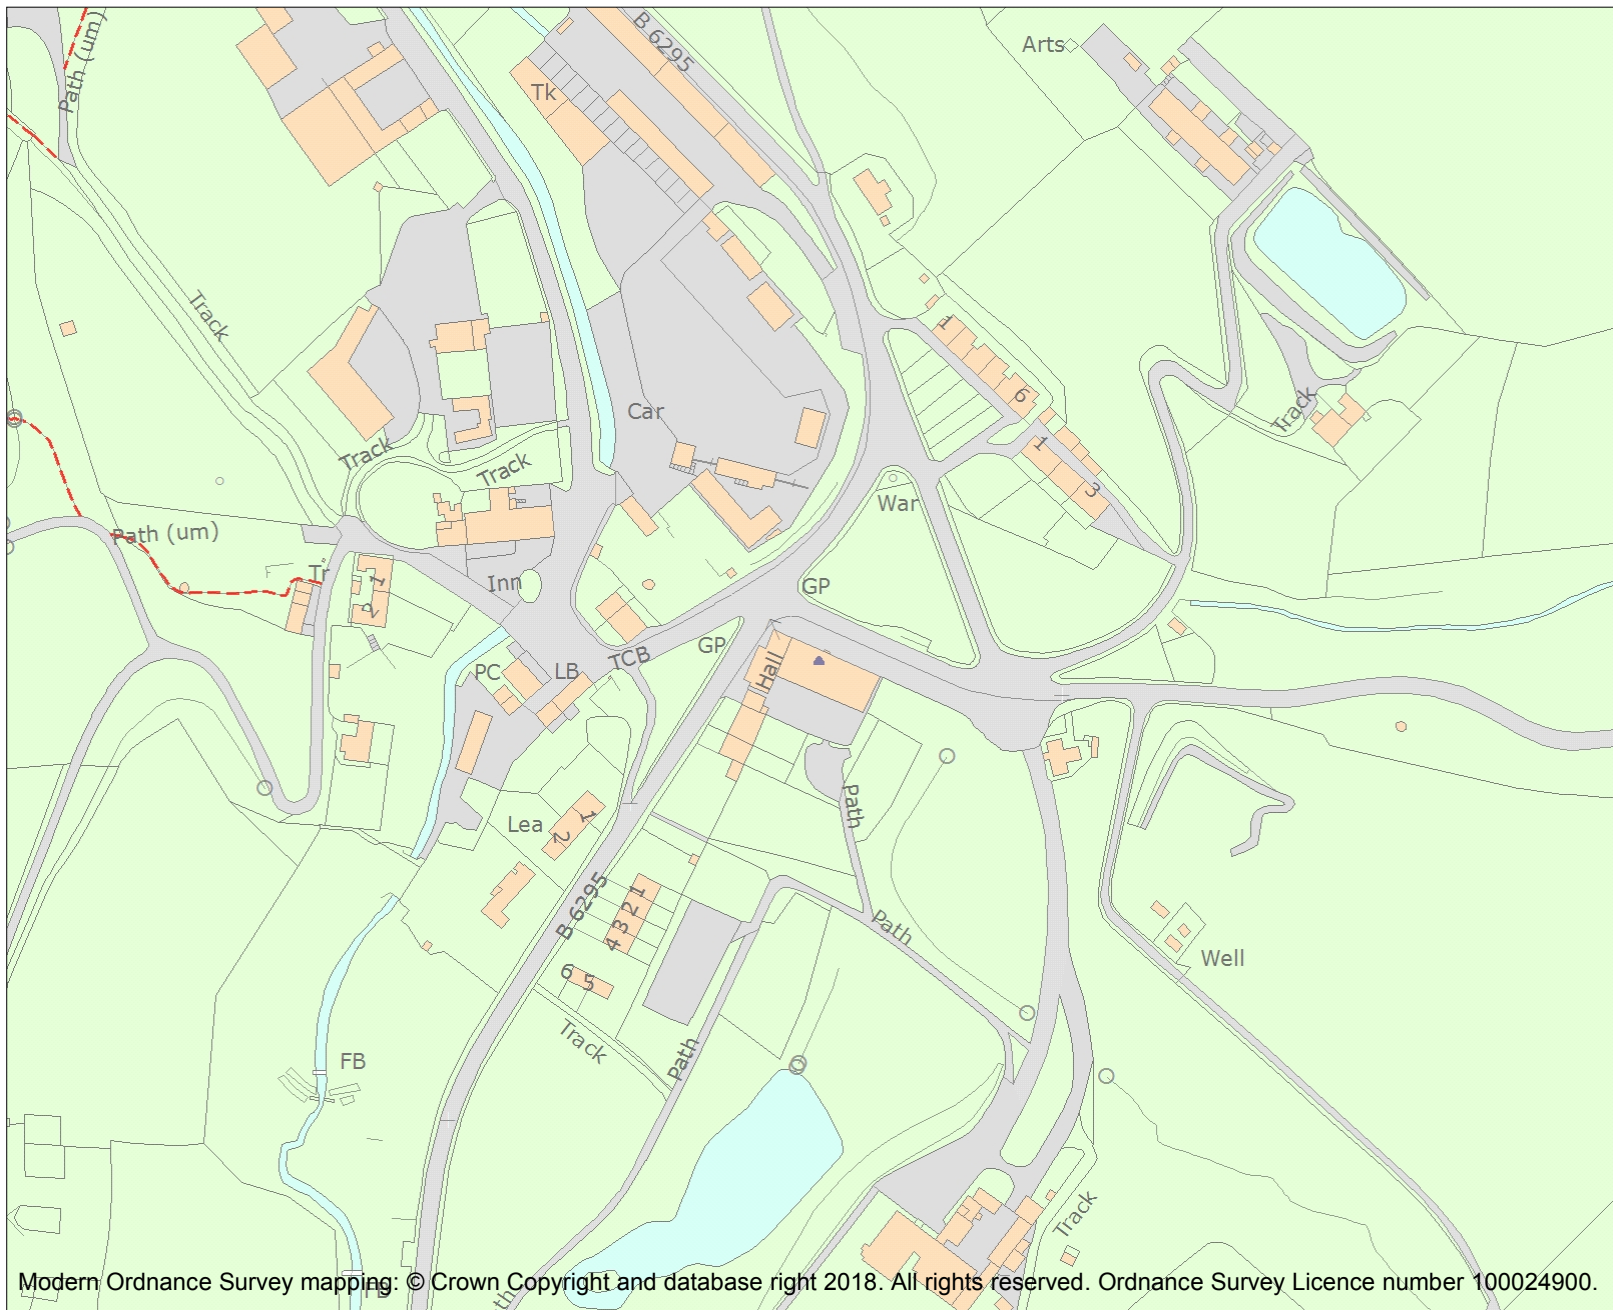 Path (um)
B 6295
Arts
Tk
Track
1
6
Car
Track
Track
Track
1
3
War
Path (um)
Tr
1
2
Inn
GP
GP
TCB
PC
LB
Hall
Path
Lea
1
2
B 6295
1
2
3
4
Path
6
5
Well
Track
Path
FB
Track
FB
Modern Ordnance Survey mapping: © Crown Copyright and database right 2018. All rights reserved. Ordnance Survey Licence number 100024900.